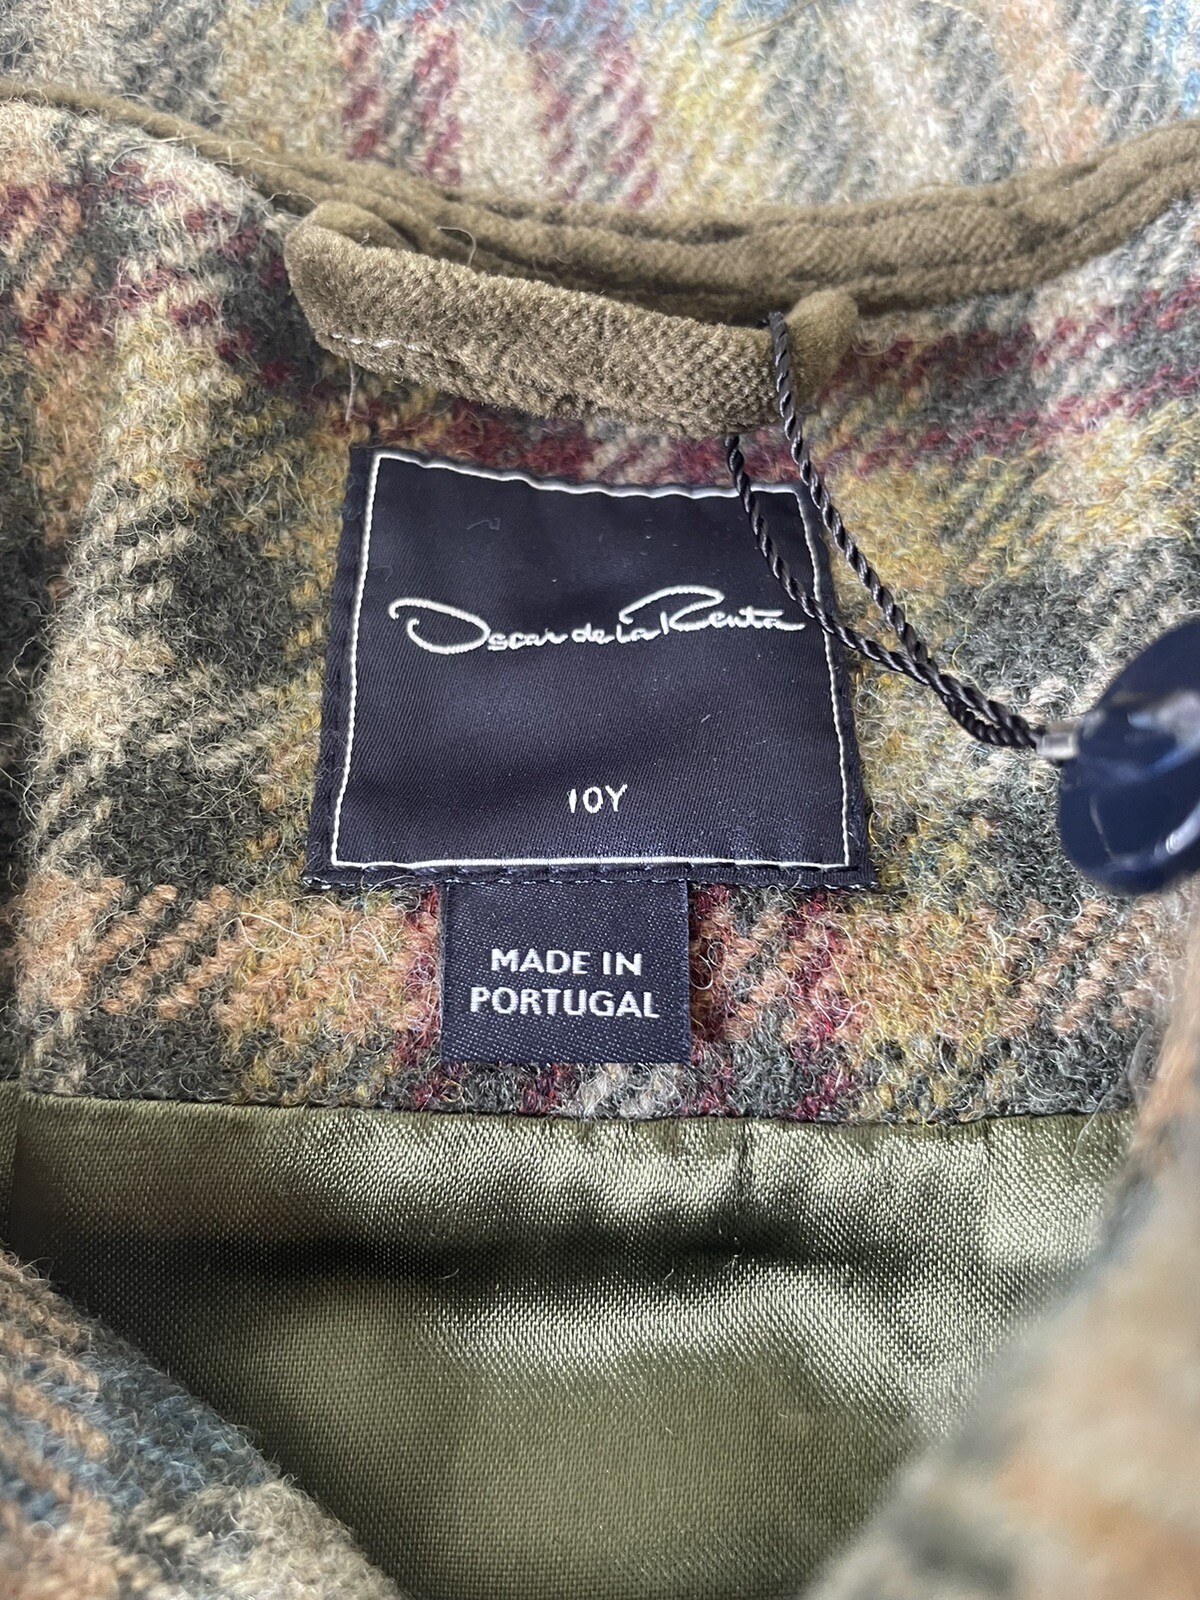 Oscar de la Renta
10Y
MADE IN
PORTUGAL